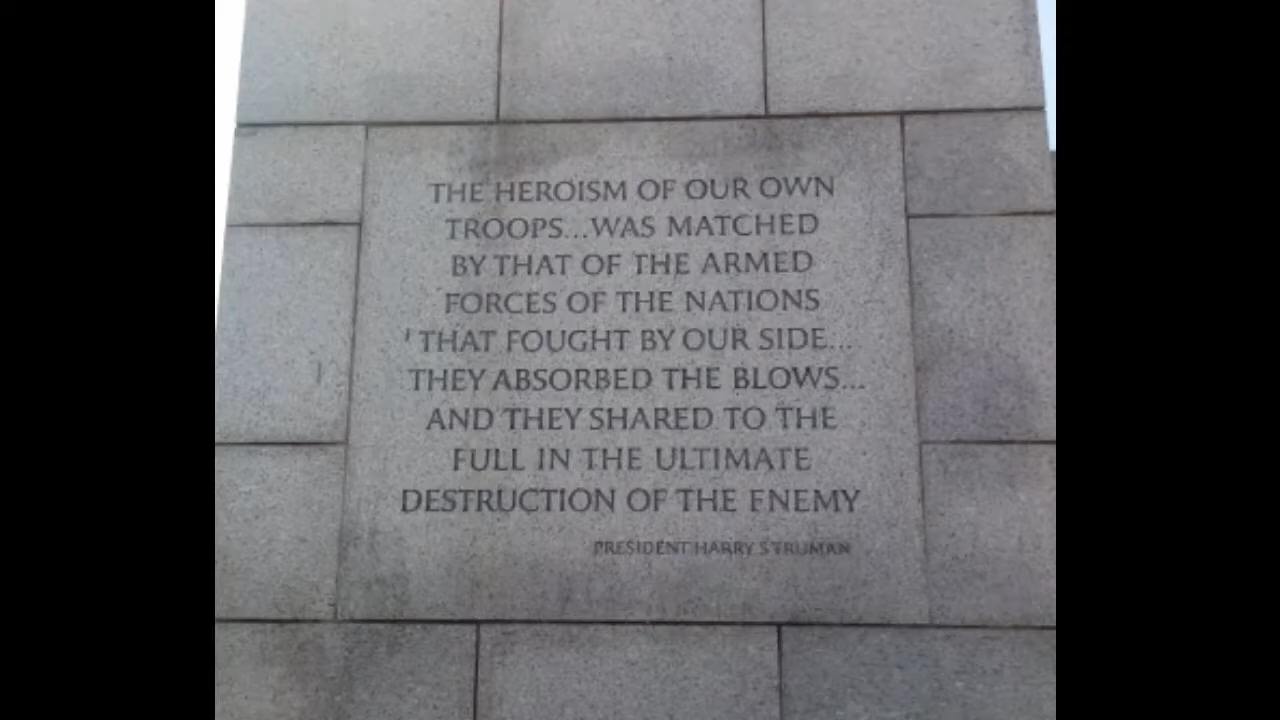 THE HEROISM OF OUR OWN
TROOPS...WAS MATCHED
BY THAT OF THE ARMED
FORCES OF THE NATIONS
THAT FOUGHT BY OUR SIDE...
THEY ABSORBED THE BLOWS...
AND THEY SHARED TO THE
FULL IN THE ULTIMATE
DESTRUCTION OF THE ENEMY
PRESIDENT HARRY S TRUMAN